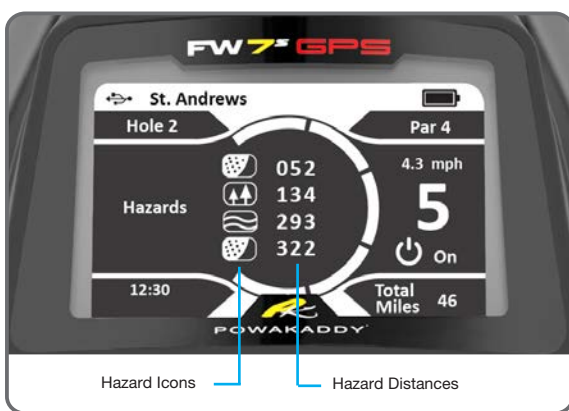 FW7s GPS
St. Andrews
Hole 2
Par 4
Hazards
052
134
293
322
4.3 mph
5
On
12:30
Total Miles 46
POWAKADDY
Hazard Icons
Hazard Distances